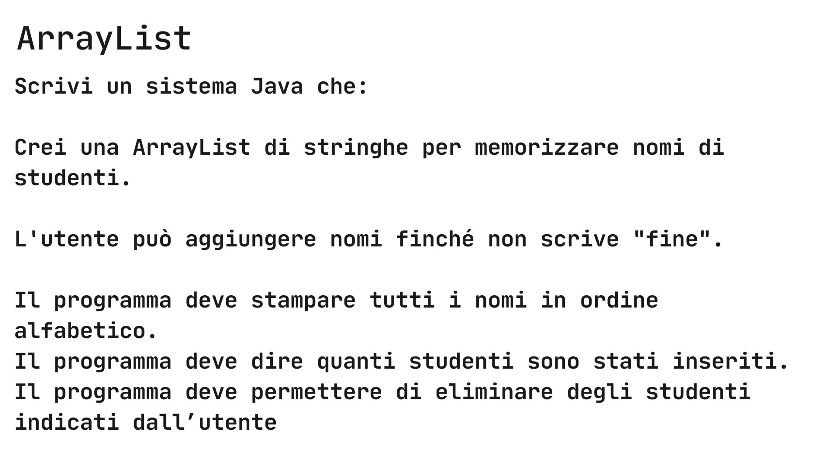 ArrayList
Scrivi un sistema Java che:
Crei una ArrayList di stringhe per memorizzare nomi di
studenti.
L'utente può aggiungere nomi finché non scrive "fine".
Il programma deve stampare tutti i nomi in ordine
alfabetico.
Il programma deve dire quanti studenti sono stati inseriti.
Il programma deve permettere di eliminare degli studenti
indicati dall’utente